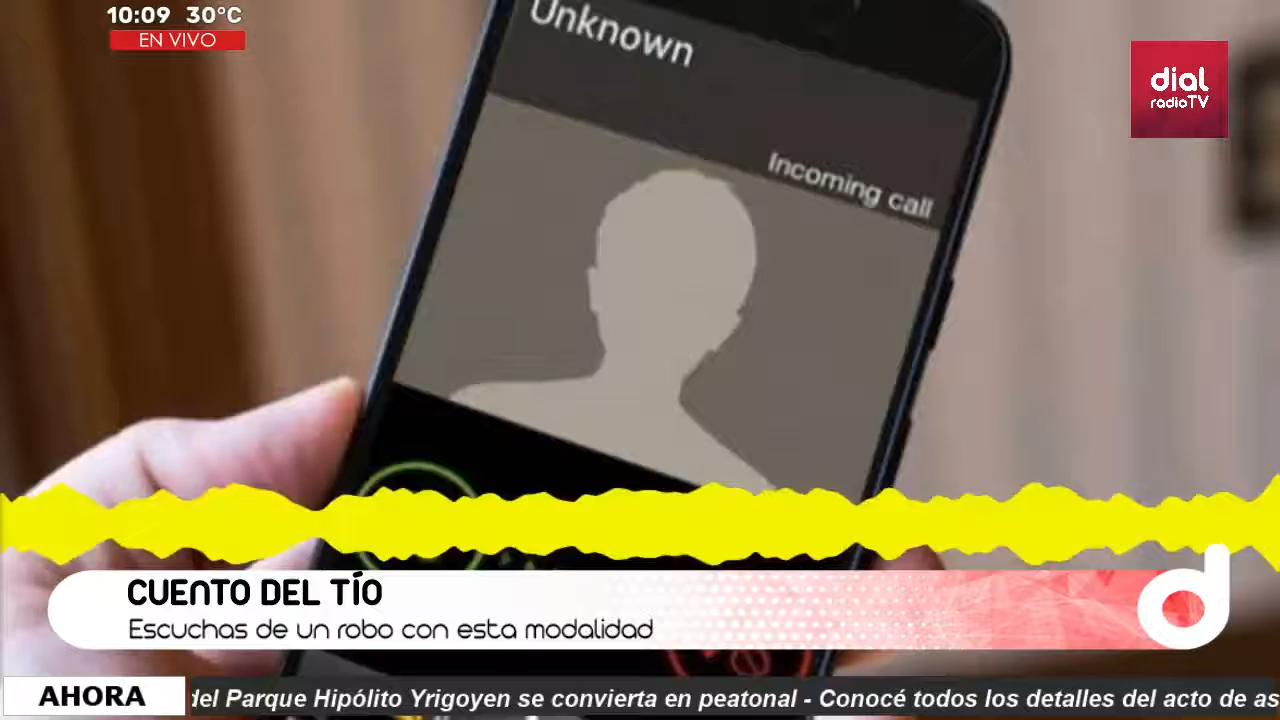 10:09 30°C
EN VIVO
Unknown
Incoming call
dial
radioTV
CUENTO DEL TÍO
Escuchas de un robo con esta modalidad
AHORA
del Parque Hipólito Yrigoyen se convierta en peatonal - Conocé todos los detalles del acto de as